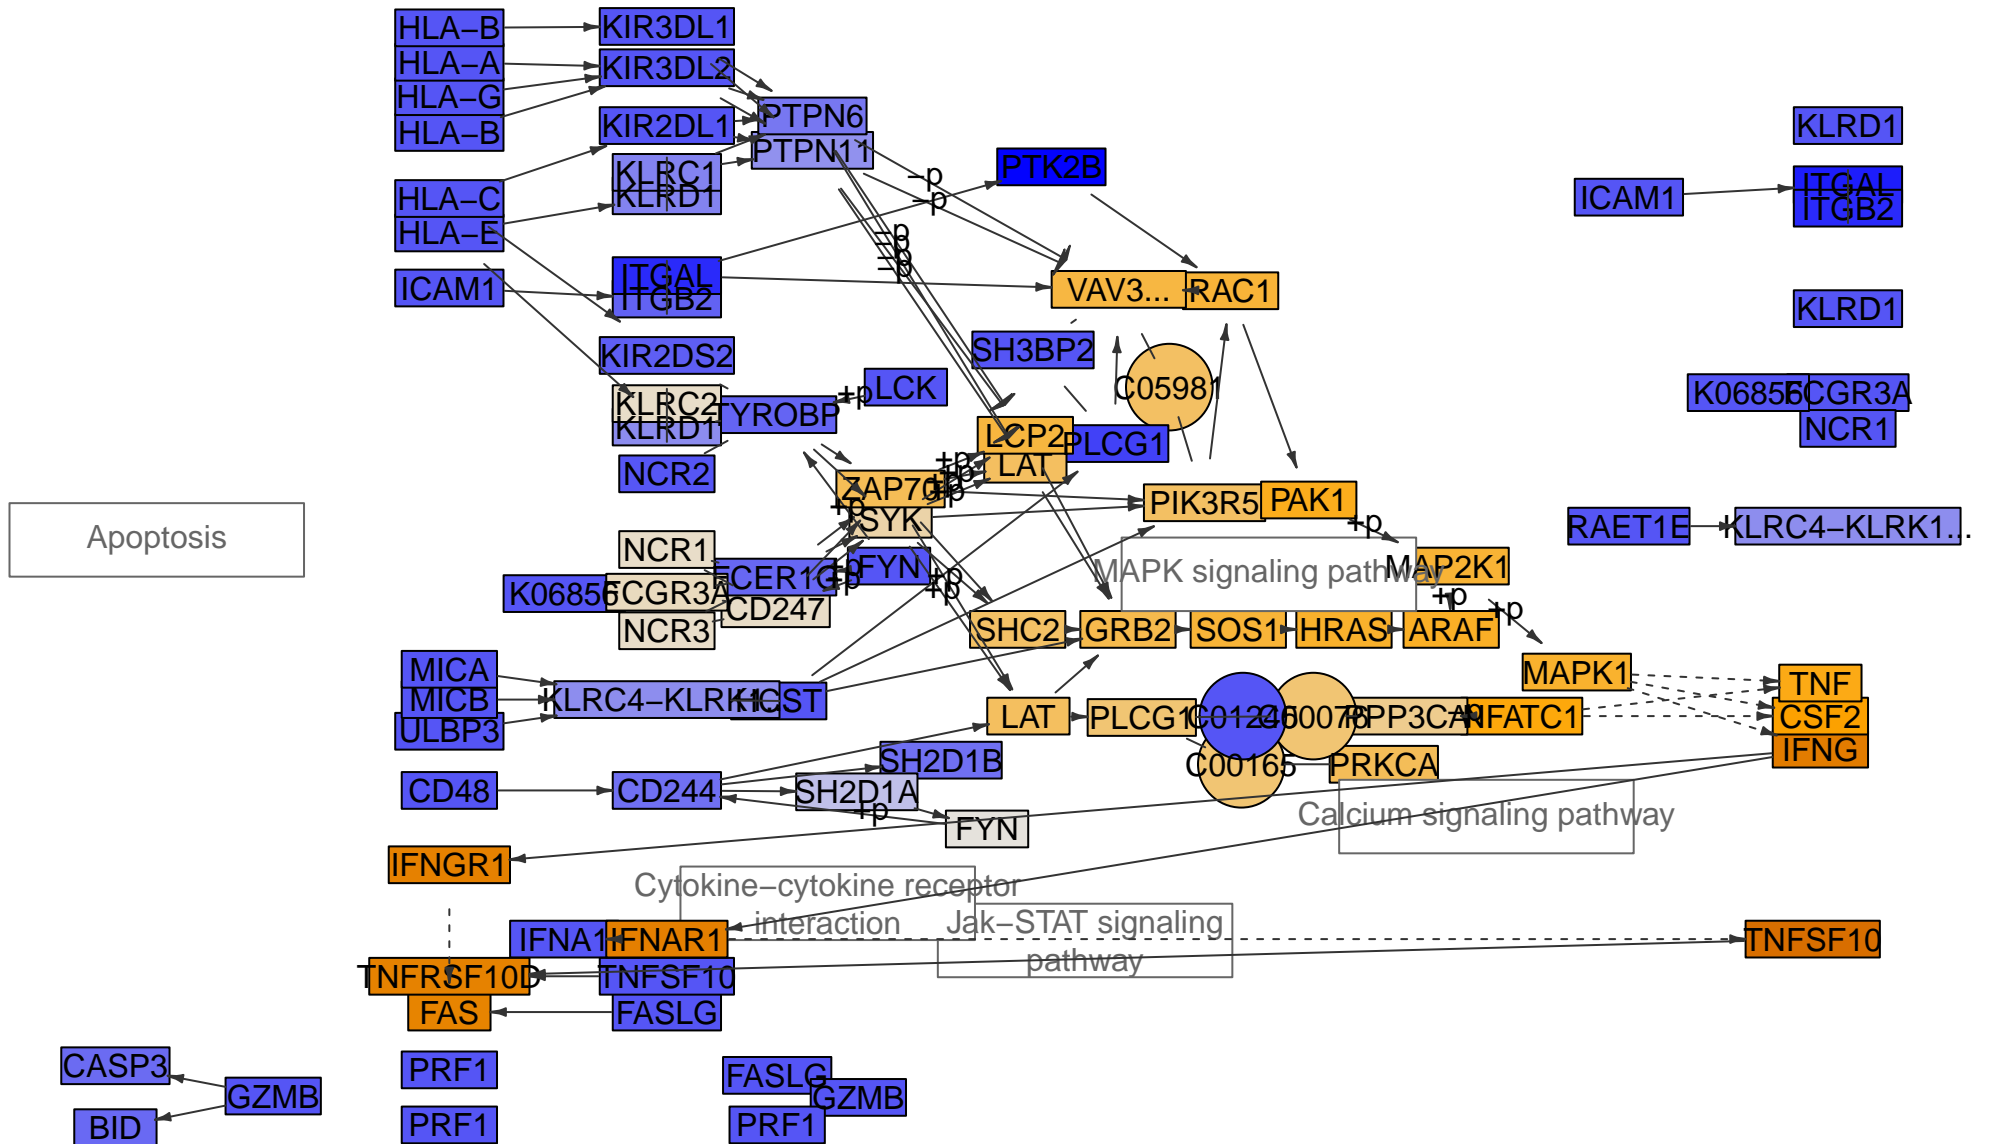 HLA−B
KIR3DL1
HLA−A
KIR3DL2
HLA−G
PTPN6
HLA−B
KIR2DL1
KLRD1
PTPN11
PTK2B
KLRC1
−p
ITGAL
HLA−C
KLRD1
−p
ICAM1
ITGB2
HLA−E
−p
−p
−p
−p
ITGAL
ICAM1
ITGB2
VAV3...
RAC1
KLRD1
KIR2DS2
SH3BP2
C05981
LCK
+p
KLRC2
TYROBP
K06856
FCGR3A
KLRD1
LCP2
PLCG1
NCR1
NCR2
LAT
+p
+p
+p
+p
ZAP70
PIK3R5
PAK1
+p
SYK
+p
RAET1E
KLRC4−KLRK1...
Apoptosis
NCR1
FCER1G
+p
+p
FYN
+p
+p
MAPK signaling pathway
MAP2K1
K06856
FCGR3A
CD247
+p
+p
NCR3
SHC2
GRB2
SOS1
HRAS
ARAF
MICA
MAPK1
TNF
MICB
KLRC4−KLRK1...
HCST
ULBP3
LAT
PLCG1
C01245
C00076
PPP3CA
−p
NFATC1
CSF2
IFNG
SH2D1B
C00165
PRKCA
CD48
CD244
SH2D1A
+p
FYN
Calcium signaling pathway
IFNGR1
Cytokine−cytokine receptor
interaction
Jak−STAT signaling
pathway
IFNA1
IFNAR1
TNFSF10
TNFRSF10D
TNFSF10
FAS
FASLG
CASP3
PRF1
FASLG
GZMB
GZMB
BID
PRF1
PRF1